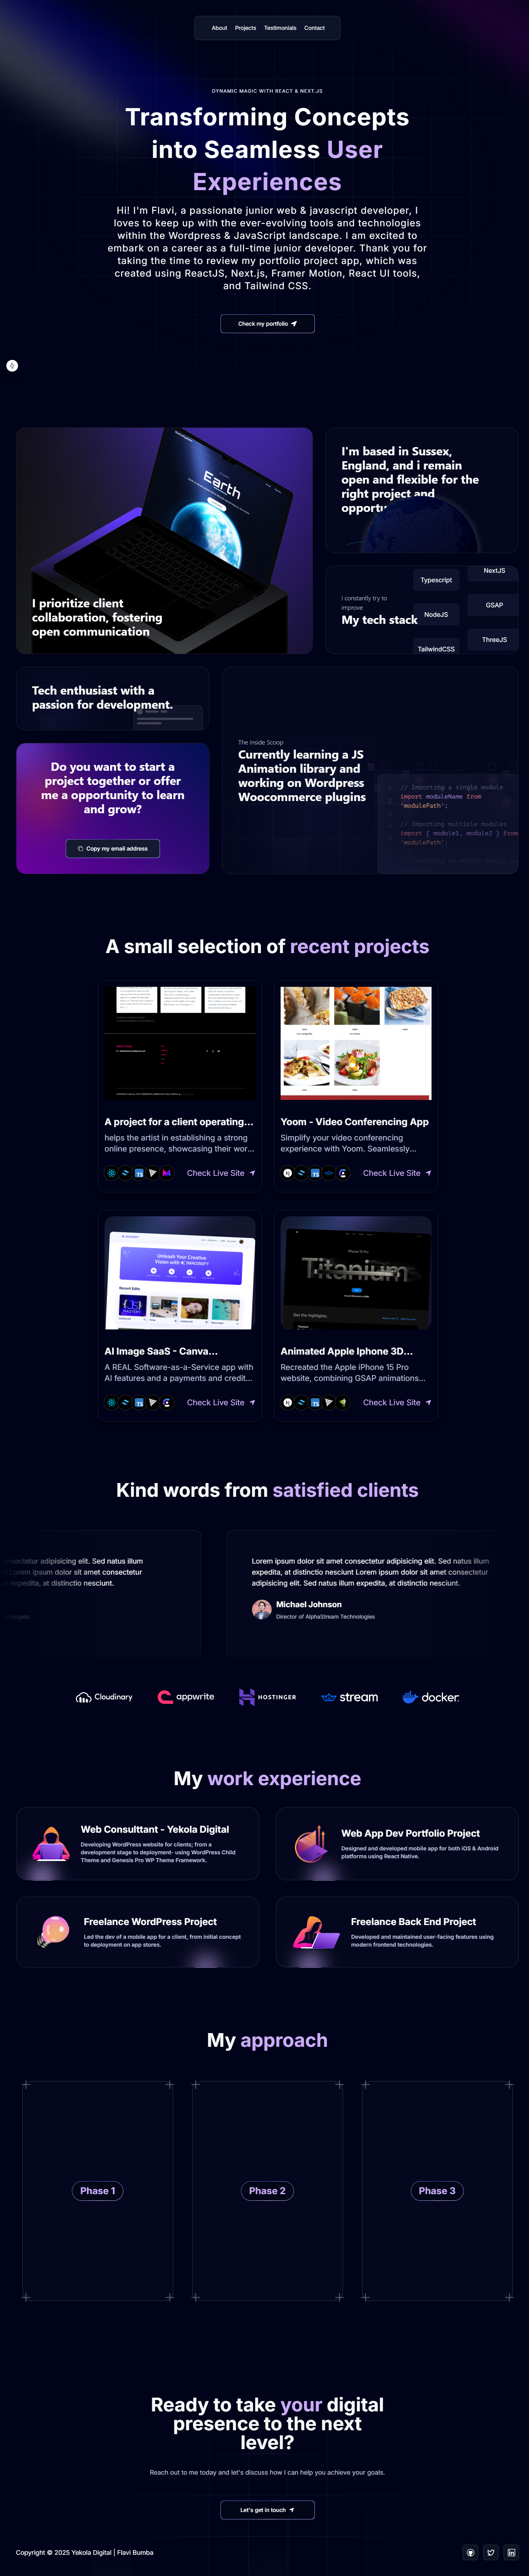 About Projects Testimonials Contact
DYNAMIC MAGIC WITH REACT & NEXT.JS
Transforming Concepts
into Seamless User
Experiences
Hi! I'm Flavi, a passionate junior web & javascript developer, I
loves to keep up with the ever-evolving tools and technologies
within the Wordpress & JavaScript landscape. I am excited to
embark on a career as a full-time junior developer. Thank you for
taking the time to review my portfolio project app, which was
created using ReactJS, Next.js, Framer Motion, React UI tools,
and Tailwind CSS.
Check my portfolio
Earth
I prioritize client
collaboration, fostering
open communication
I'm based in Sussex,
England, and i remain
open and flexible for the
right project and
I constantly try to
improve
My tech stack
Typescript
NodeJS
TailwindCSS
NextJS
GSAP
ThreeJS
Tech enthusiast with a
passion for development.
Do you want to start a
project together or offer
me a opportunity to learn
and grow?
Copy my email address
The Inside Scoop
Currently learning a JS
Animation library and
working on Wordpress
Woocommerce plugins
// Importing a single module
import moduleName from
'modulePath';
// Importing multiple modules
import { module1, module2 } from
'modulePath';
A small selection of recent projects
A project for a client operating...
helps the artist in establishing a strong
online presence, showcasing their wor...
Check Live Site
Yoom - Video Conferencing App
Simplify your video conferencing
experience with Yoom. Seamlessly...
Check Live Site
Unleash Your Creative
Vision with IMAGINIFY
Recent Edits
AI Image SaaS - Canva...
A REAL Software-as-a-Service app with
AI features and a payments and credit...
Check Live Site
Titanium
Get the Highlights.
Animated Apple Iphone 3D...
Recreated the Apple iPhone 15 Pro
website, combining GSAP animations...
Check Live Site
Kind words from satisfied clients
consectetur adipisicing elit. Sed natus illum
Lorem ipsum dolor sit amet consectetur
expedita, at distinctio nesciunt.
Lorem ipsum dolor sit amet consectetur adipisicing elit. Sed natus illum
expedita, at distinctio nesciunt Lorem ipsum dolor sit amet consectetur
adipisicing elit. Sed natus illum expedita, at distinctio nesciunt.
Michael Johnson
Director of AlphaStream Technologies
Cloudinary appwrite HOSTINGER stream docker
My work experience
Web Consulttant - Yekola Digital
Developing WordPress website for clients; from a
development stage to deployment- using WordPress Child
Theme and Genesis Pro WP Theme Framework.
Web App Dev Portfolio Project
Designed and developed mobile app for both iOS & Android
platforms using React Native.
Freelance WordPress Project
Led the dev of a mobile app for a client, from initial concept
to deployment on app stores.
Freelance Back End Project
Developed and maintained user-facing features using
modern frontend technologies.
My approach
Phase 1
Phase 2
Phase 3
Ready to take your digital
presence to the next
level?
Reach out to me today and let's discuss how I can help you achieve your goals.
Let's get in touch
Copyright © 2025 Yekola Digital | Flavi Bumba